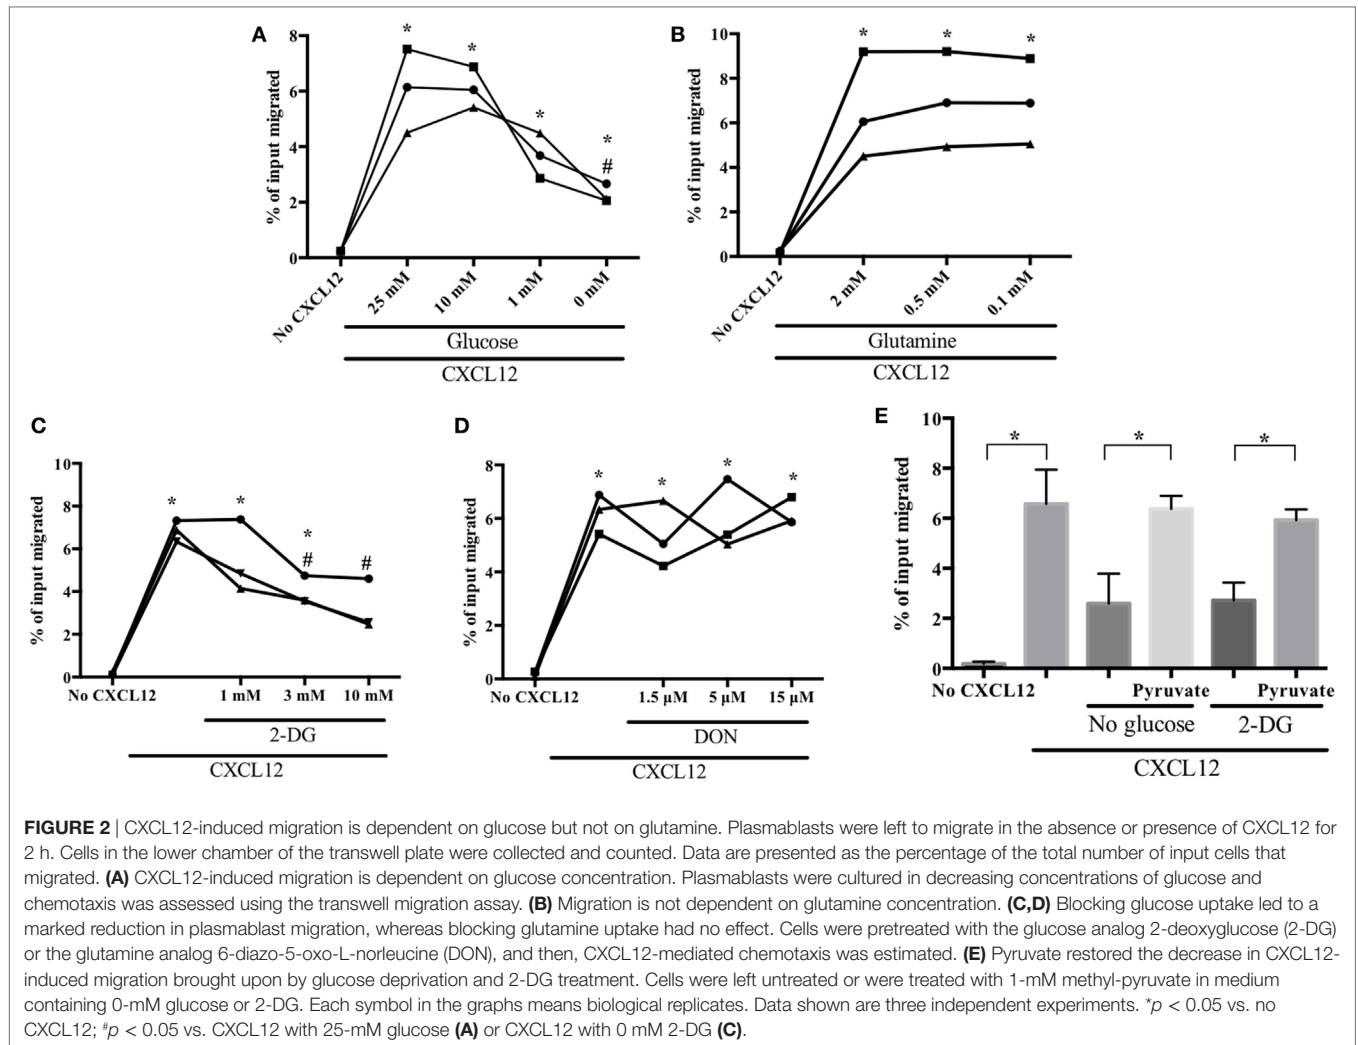 A
% of input migrated
8
6
4
2
0
*
*
*
*
#
No CXCL12
25 mM
10 mM
1 mM
0 mM
Glucose
CXCL12
B
% of input migrated
10
8
6
4
2
0
*
*
*
No CXCL12
2 mM
0.5 mM
0.1 mM
Glutamine
CXCL12
C
% of input migrated
10
8
6
4
2
0
*
*
*
#
#
No CXCL12
1 mM
3 mM
10 mM
2-DG
CXCL12
D
% of input migrated
8
6
4
2
0
*
*
*
*
No CXCL12
1.5 µM
5 µM
15 µM
DON
CXCL12
E
% of input migrated
10
8
6
4
2
0
*
*
*
No CXCL12
Pyruvate
Pyruvate
No glucose
2-DG
CXCL12
FIGURE 2 | CXCL12-induced migration is dependent on glucose but not on glutamine. Plasmablasts were left to migrate in the absence or presence of CXCL12 for
2 h. Cells in the lower chamber of the transwell plate were collected and counted. Data are presented as the percentage of the total number of input cells that
migrated. (A) CXCL12-induced migration is dependent on glucose concentration. Plasmablasts were cultured in decreasing concentrations of glucose and
chemotaxis was assessed using the transwell migration assay. (B) Migration is not dependent on glutamine concentration. (C,D) Blocking glucose uptake led to a
marked reduction in plasmablast migration, whereas blocking glutamine uptake had no effect. Cells were pretreated with the glucose analog 2-deoxyglucose (2-DG)
or the glutamine analog 6-diazo-5-oxo-L-norleucine (DON), and then, CXCL12-mediated chemotaxis was estimated. (E) Pyruvate restored the decrease in CXCL12-
induced migration brought upon by glucose deprivation and 2-DG treatment. Cells were left untreated or were treated with 1-mM methyl-pyruvate in medium
containing 0-mM glucose or 2-DG. Each symbol in the graphs means biological replicates. Data shown are three independent experiments. *p < 0.05 vs. no
CXCL12; #p < 0.05 vs. CXCL12 with 25-mM glucose (A) or CXCL12 with 0 mM 2-DG (C).